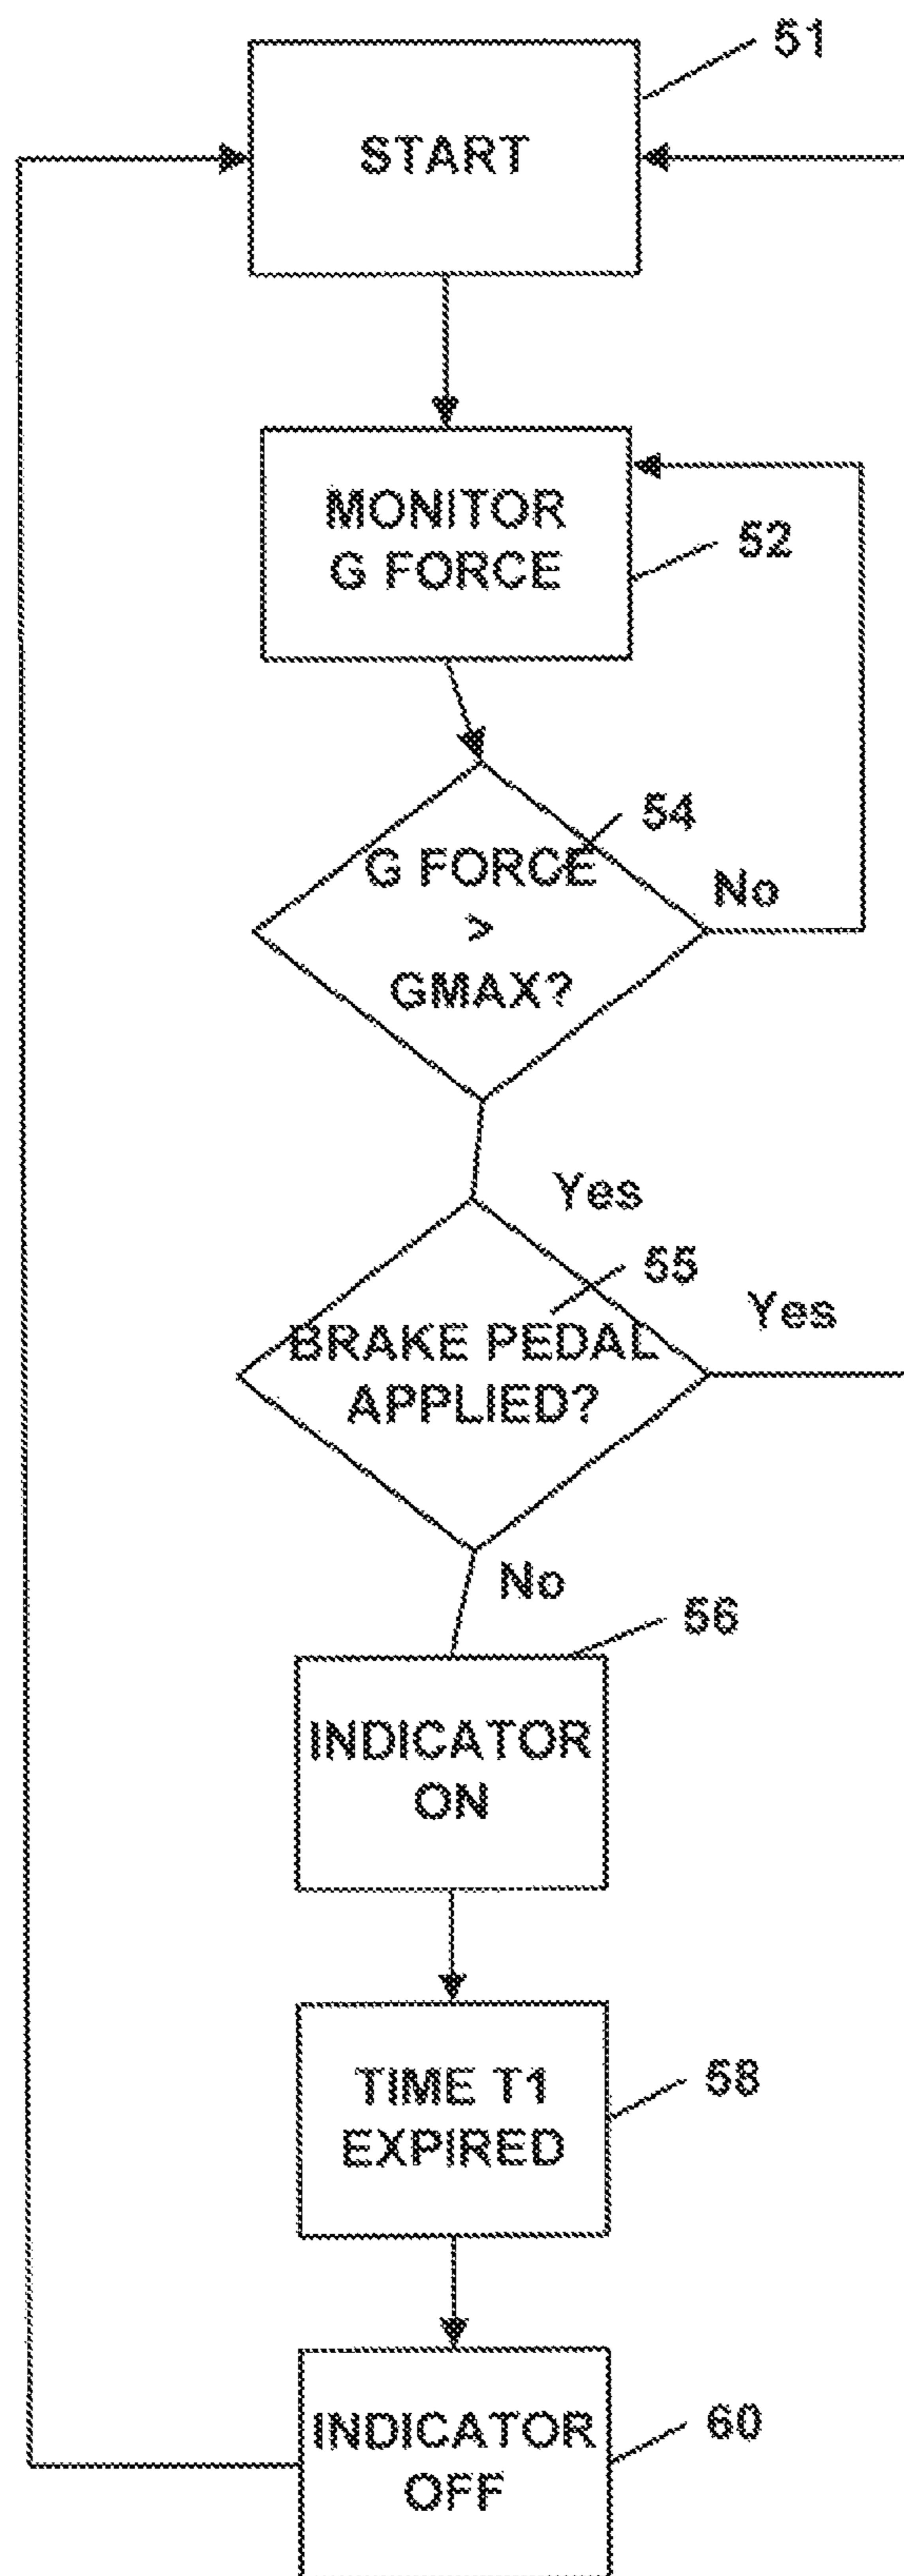 51
START
MONITOR
G FORCE
52
54
G FORCE
>
GMAX?
No
Yes
55
BRAKE PEDAL
APPLIED?
Yes
No
56
INDICATOR
ON
TIME T1
EXPIRED
58
INDICATOR
OFF
60